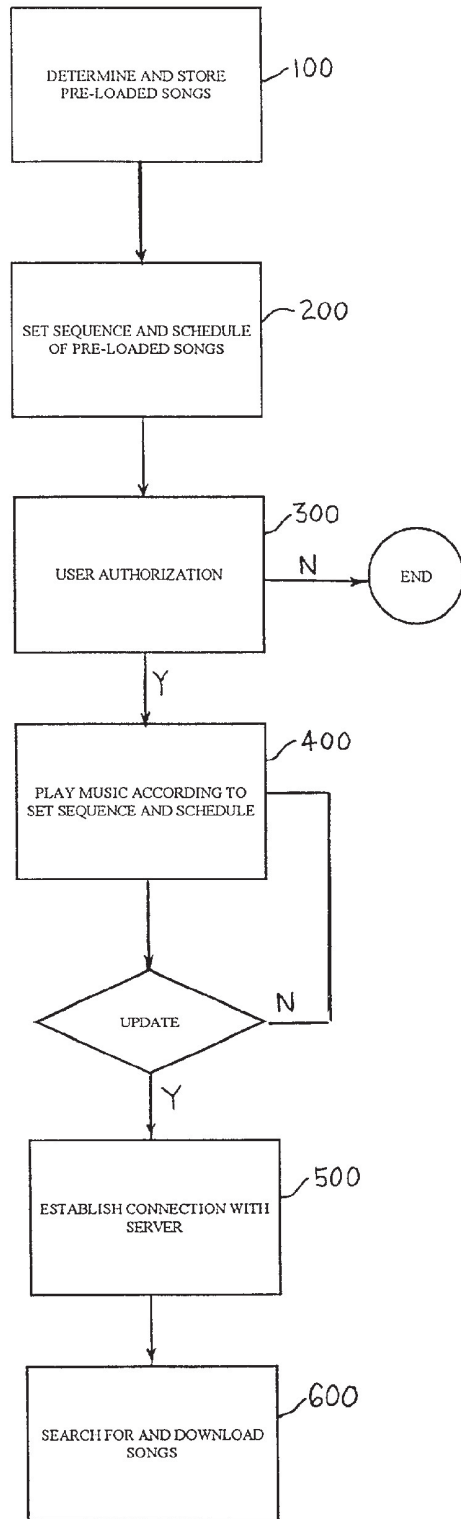 DETERMINE AND STORE
PRE-LOADED SONGS
100
SET SEQUENCE AND SCHEDULE
OF PRE-LOADED SONGS
200
USER AUTHORIZATION
300
N
END
Y
PLAY MUSIC ACCORDING TO
SET SEQUENCE AND SCHEDULE
400
UPDATE
N
Y
ESTABLISH CONNECTION WITH
SERVER
500
SEARCH FOR AND DOWNLOAD
SONGS
600